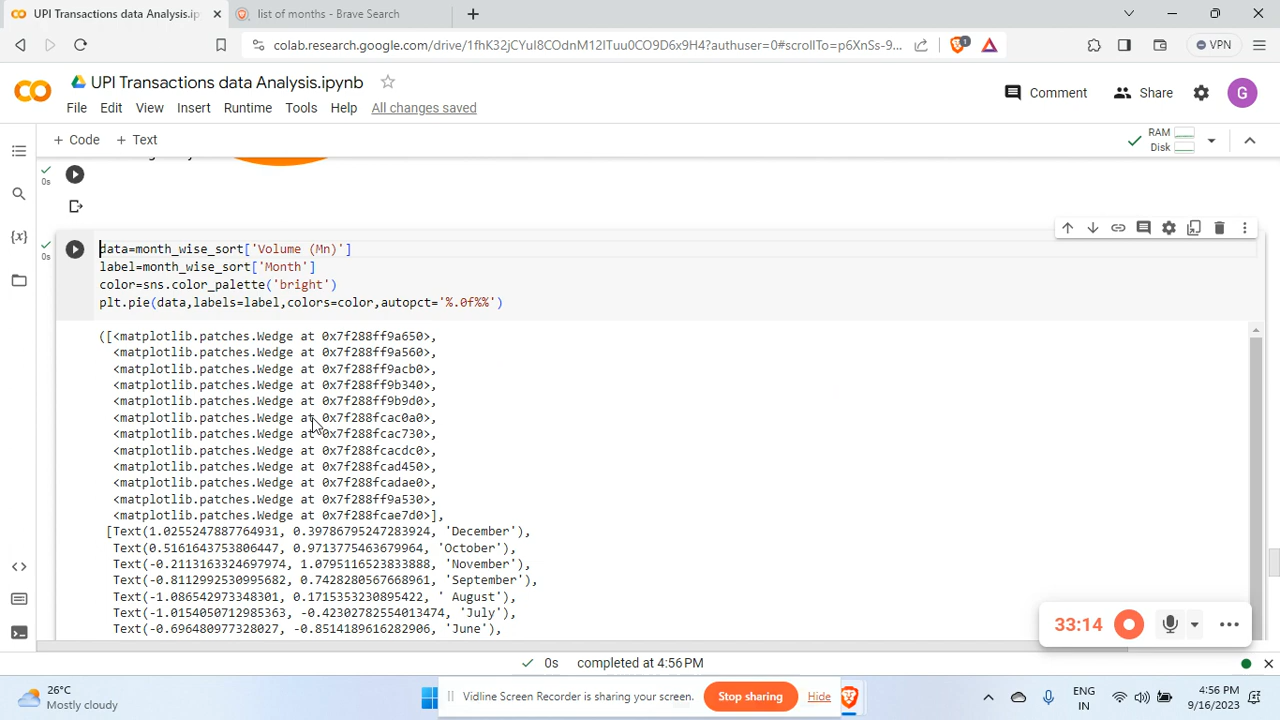 UPI Transactions data Analysis.ip
list of months - Brave Search
colab.research.google.com/drive/1fhK32jCYuI8COdnM12ITuu0CO9D6x9H4?authuser=0#scrollTo=p6XnSs-9...
1
VPN
UPI Transactions data Analysis.ipynb
Comment
Share
G
File Edit View Insert Runtime Tools Help All changes saved
+ Code + Text
RAM
Disk
0s
data=month_wise_sort['Volume (Mn)']
0s
label=month_wise_sort['Month']
color=sns.color_palette('bright')
plt.pie(data,labels=label,colors=color,autopct='%.0f%%')
([<matplotlib.patches.Wedge at 0x7f288ff9a650>,
<matplotlib.patches.Wedge at 0x7f288ff9a560>,
<matplotlib.patches.Wedge at 0x7f288ff9acb0>,
<matplotlib.patches.Wedge at 0x7f288ff9b340>,
<matplotlib.patches.Wedge at 0x7f288ff9b9d0>,
<matplotlib.patches.Wedge at 0x7f288fcac0a0>,
<matplotlib.patches.Wedge at 0x7f288fcac730>,
<matplotlib.patches.Wedge at 0x7f288fcacdc0>,
<matplotlib.patches.Wedge at 0x7f288fcad450>,
<matplotlib.patches.Wedge at 0x7f288fcadae0>,
<matplotlib.patches.Wedge at 0x7f288ff9a530>,
<matplotlib.patches.Wedge at 0x7f288fcae7d0>],
[Text(1.0255247887764931, 0.39786795247283924, 'December'),
Text(0.5161643753806447, 0.9713775463679964, 'October'),
Text(-0.2113163324697974, 1.0795116523833888, 'November'),
Text(-0.8112992530995682, 0.7428280567668961, 'September'),
Text(-1.086542973348301, 0.1715353230895422, ' August'),
Text(-1.0154050712985363, -0.42302782554013474, 'July'),
Text(-0.696480977328027, -0.8514189616282906, 'June'),
33:14
0s completed at 4:56 PM
26°C
Mostly cloudy
Vidline Screen Recorder is sharing your screen.
Stop sharing
Hide
ENG
IN
4:56 PM
9/16/2023